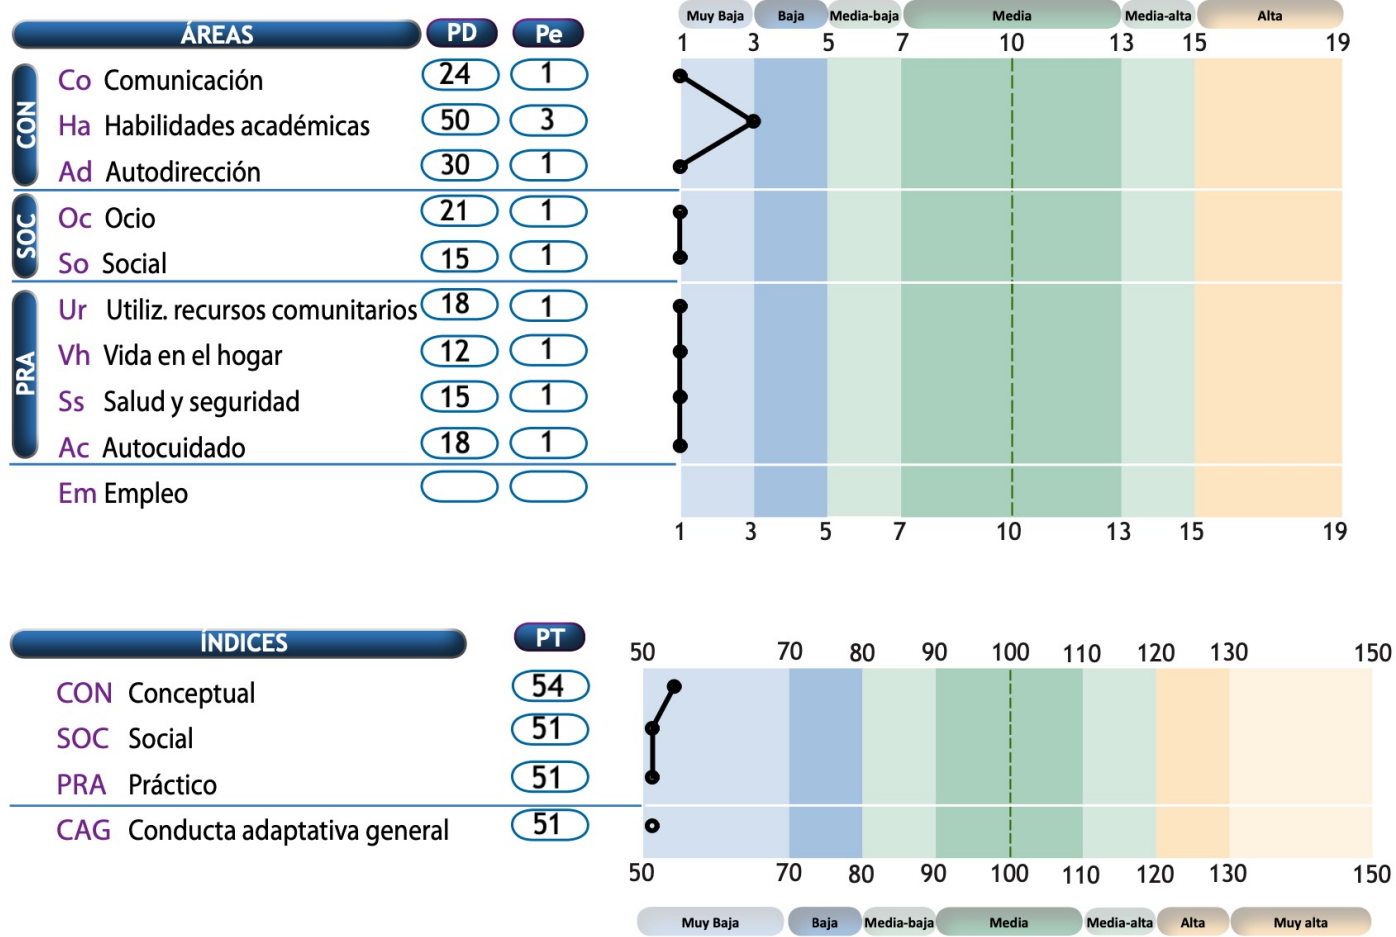 Muy Baja Baja Media-baja Media Media-alta Alta
ÁREAS PD Pe 1 3 5 7 10 13 15 19
CON
Co Comunicación 24 1
Ha Habilidades académicas 50 3
Ad Autodirección 30 1
SOC
Oc Ocio 21 1
So Social 15 1
PRA
Ur Utiliz. recursos comunitarios 18 1
Vh Vida en el hogar 12 1
Ss Salud y seguridad 15 1
Ac Autocuidado 18 1
Em Empleo
1 3 5 7 10 13 15 19
ÍNDICES PT 50 70 80 90 100 110 120 130 150
CON Conceptual 54
SOC Social 51
PRA Práctico 51
CAG Conducta adaptativa general 51
50 70 80 90 100 110 120 130 150
Muy Baja Baja Media-baja Media Media-alta Alta Muy alta